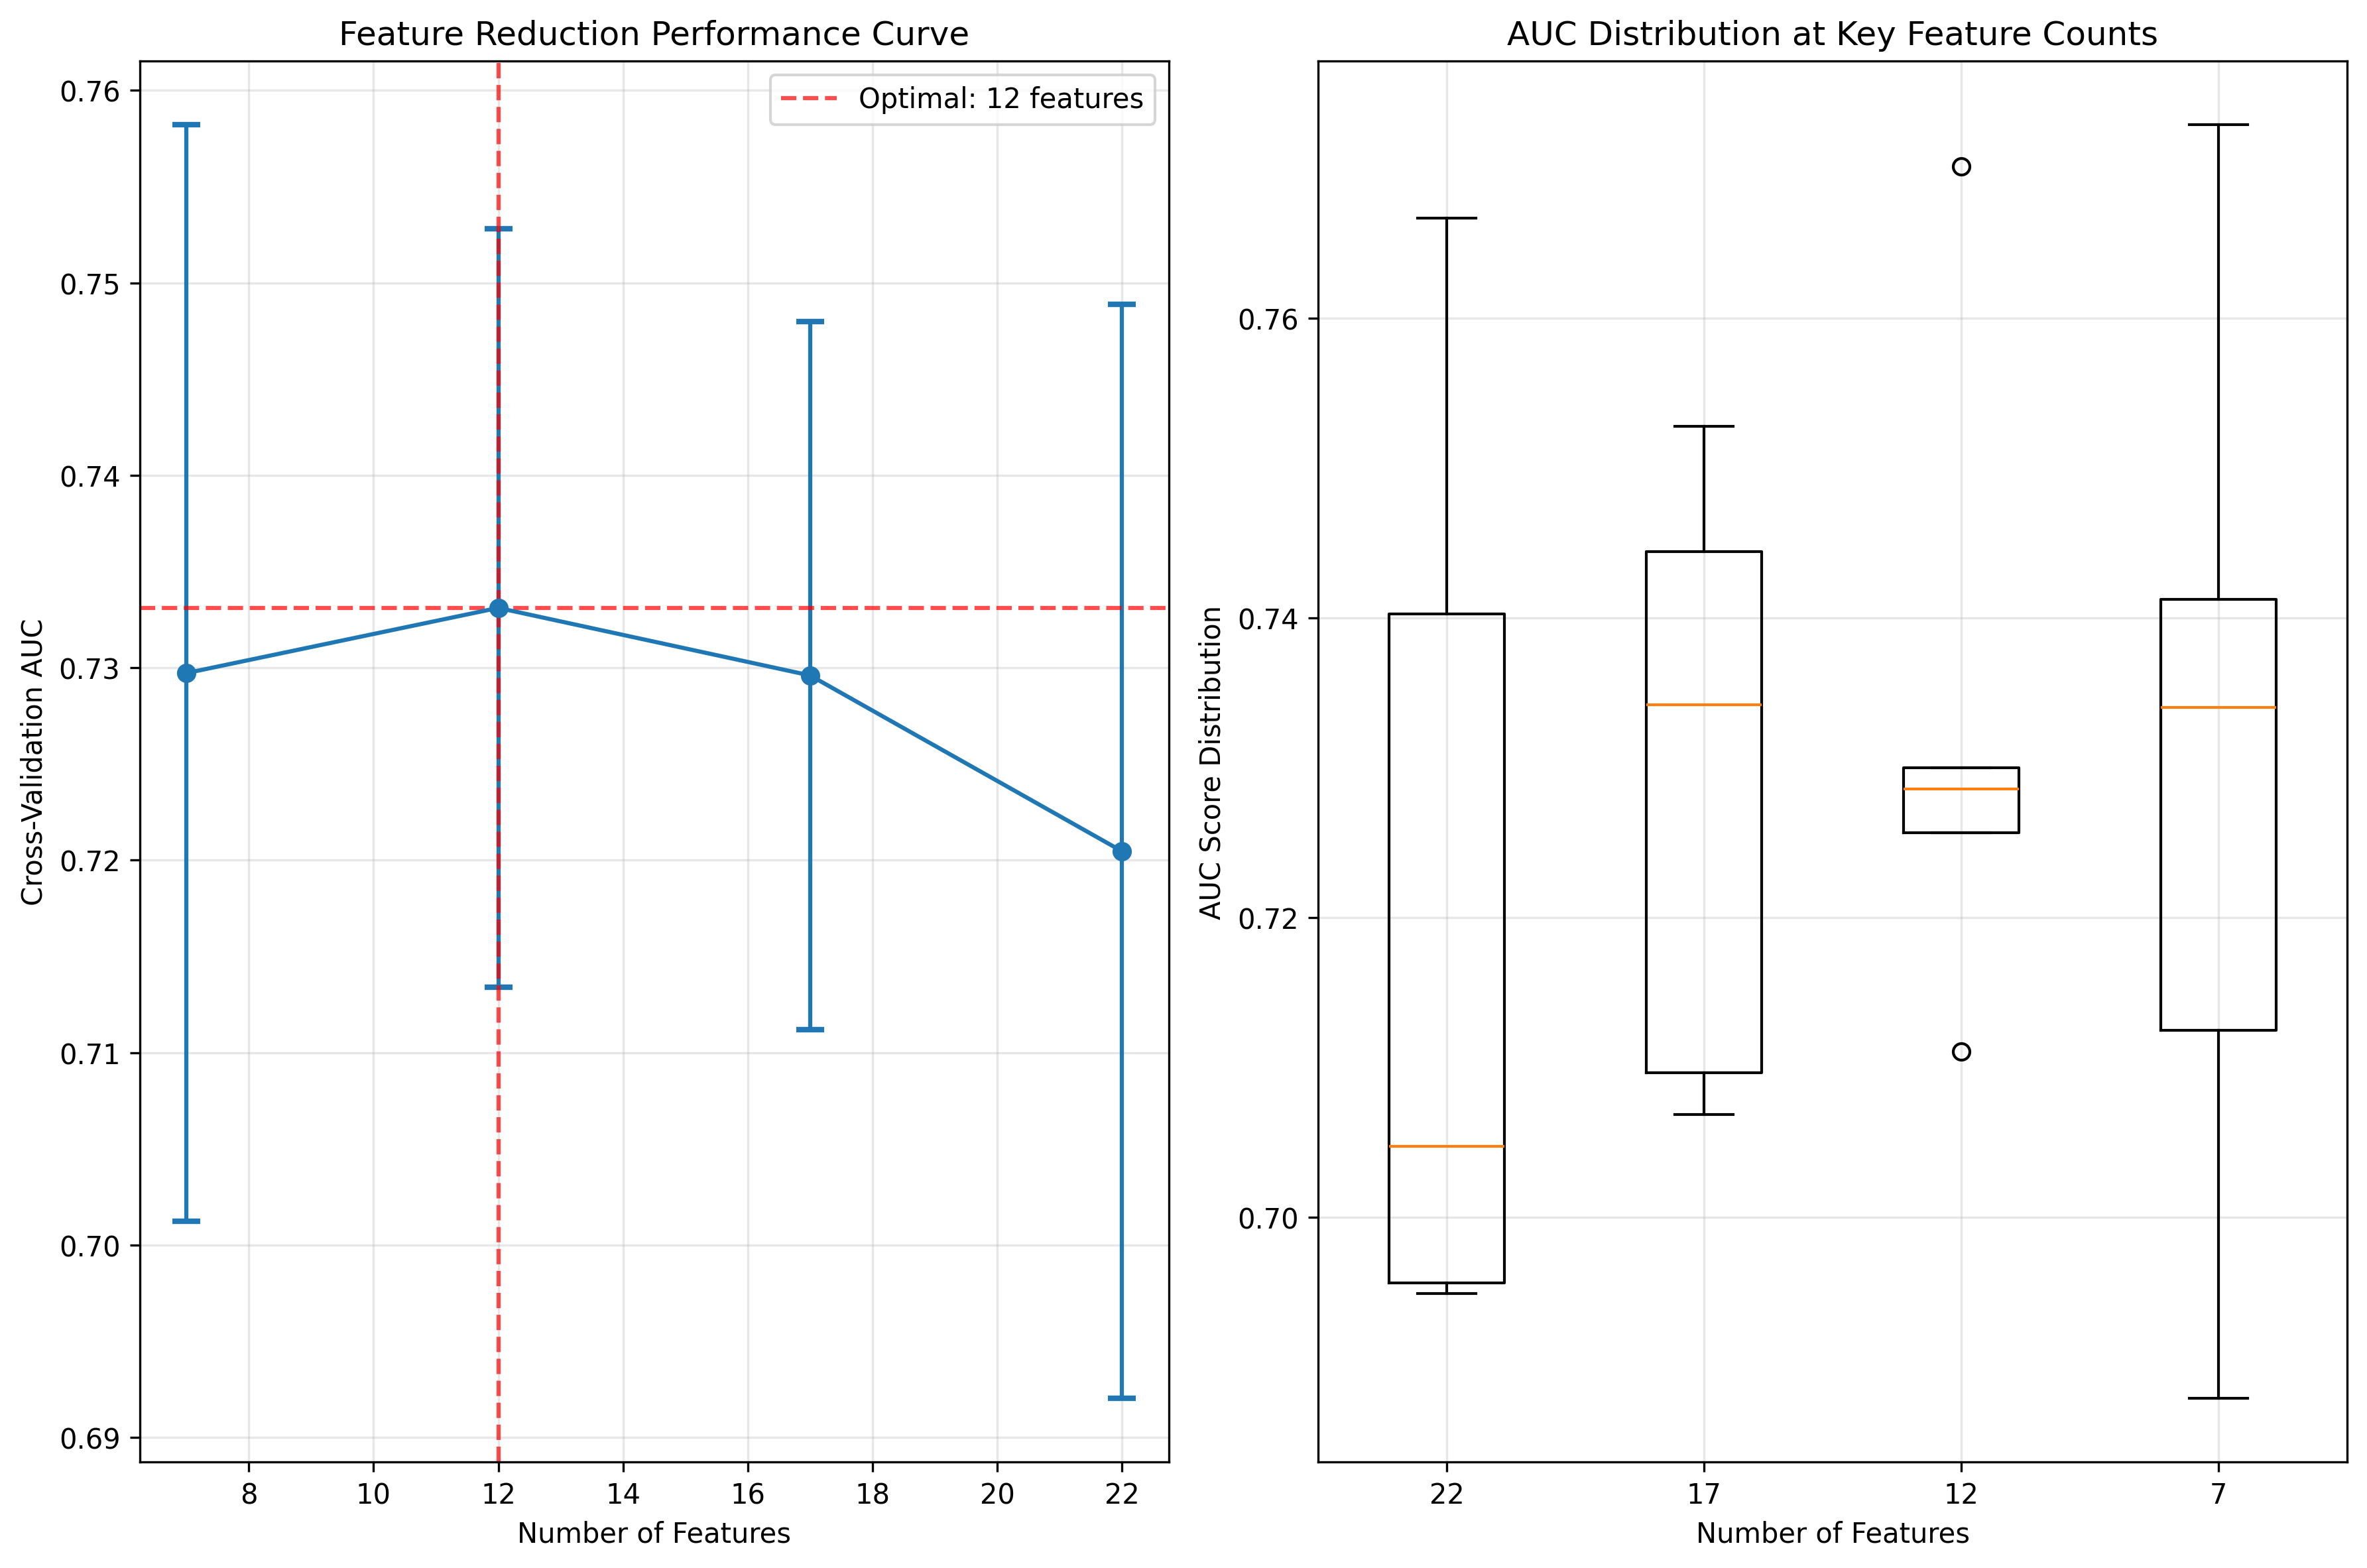 Feature Reduction Performance Curve
Optimal: 12 features
Cross-Validation AUC
0.76
0.75
0.74
0.73
0.72
0.71
0.70
0.69
8 10 12 14 16 18 20 22
Number of Features
AUC Distribution at Key Feature Counts
AUC Score Distribution
0.76
0.74
0.72
0.70
22 17 12 7
Number of Features